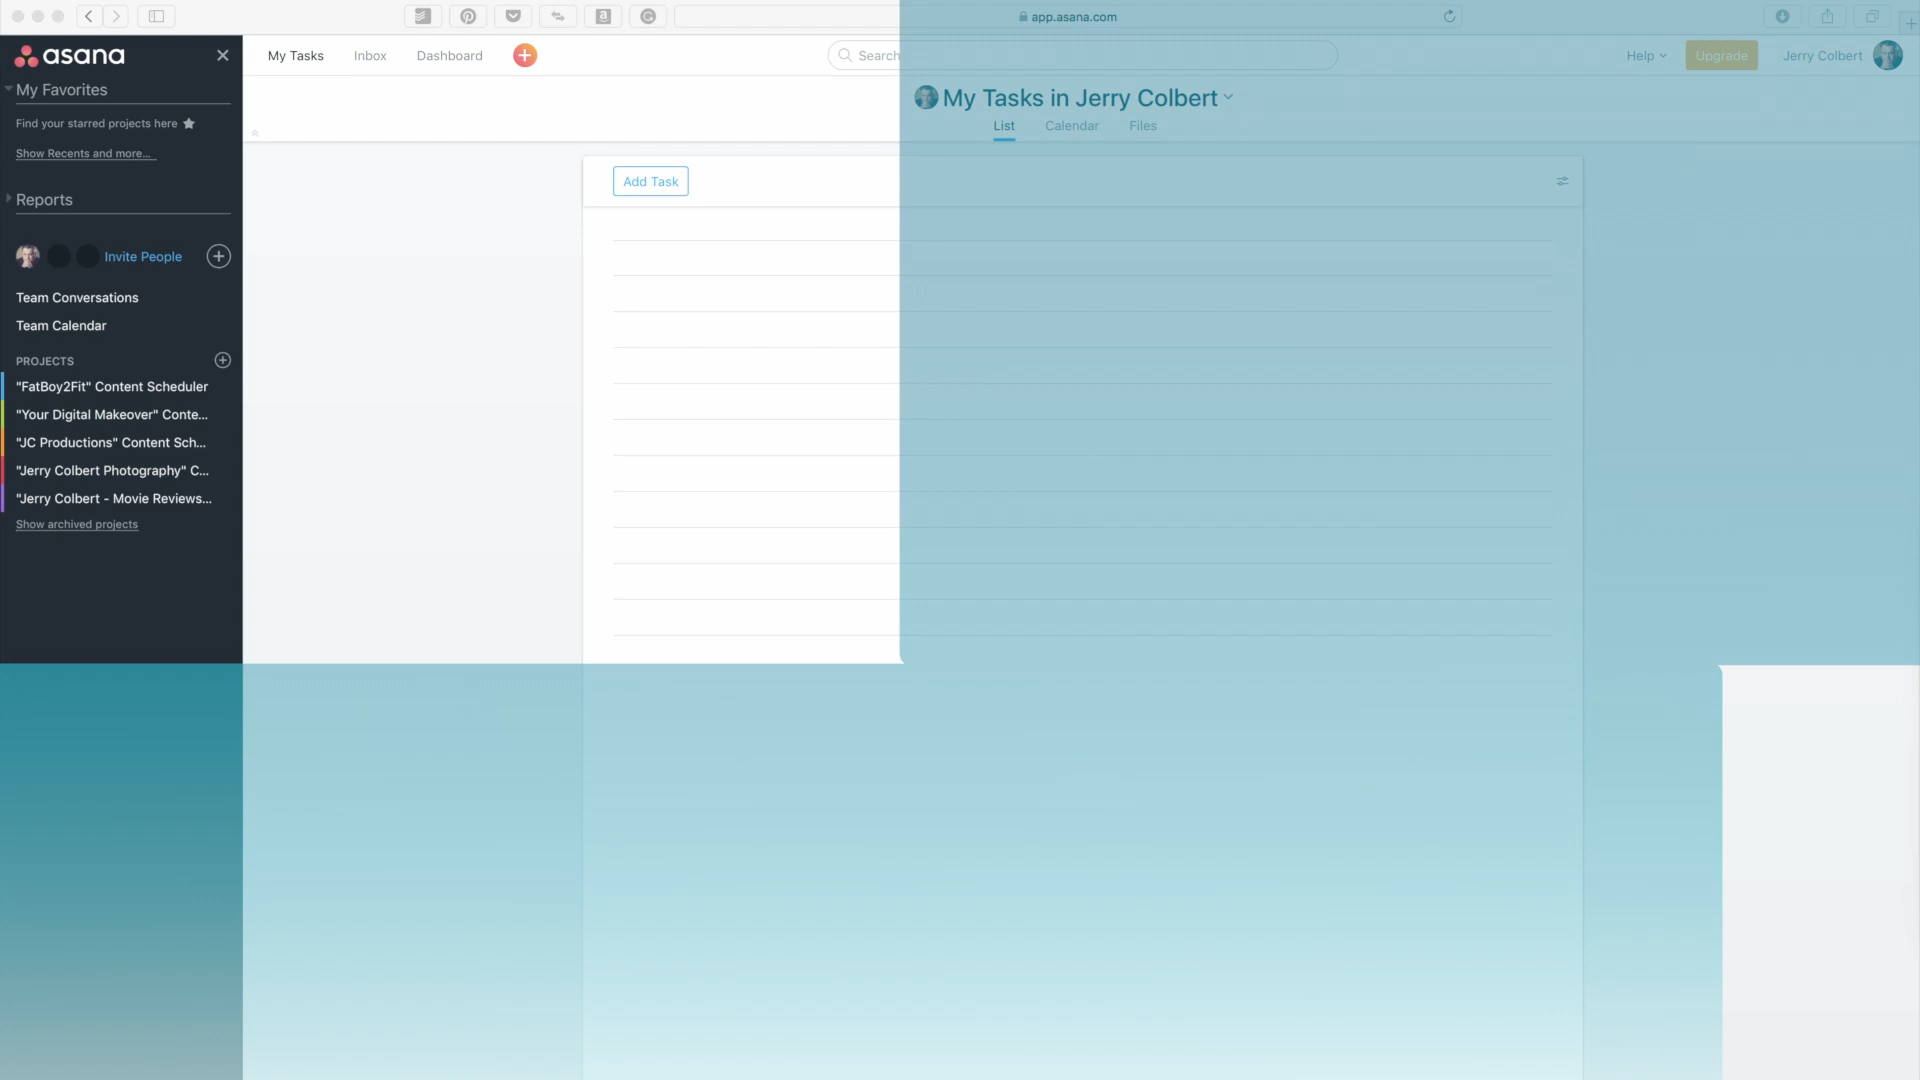 app.asana.com
asana
My Tasks
Inbox
Dashboard
Search
Help
Upgrade
Jerry Colbert
My Favorites
Find your starred projects here
Show Recents and more...
My Tasks in Jerry Colbert
List
Calendar
Files
Add Task
Reports
Invite People
Team Conversations
Team Calendar
PROJECTS
"FatBoy2Fit" Content Scheduler
"Your Digital Makeover" Conte...
"JC Productions" Content Sch...
"Jerry Colbert Photography" C...
"Jerry Colbert - Movie Reviews...
Show archived projects